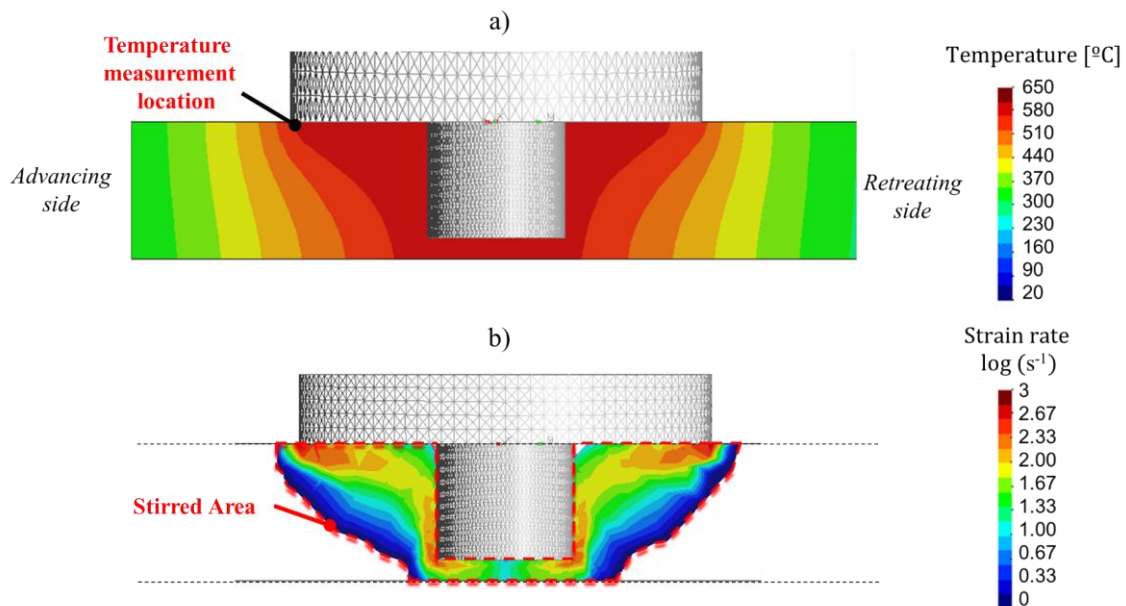 a)
Temperature
measurement
location
Temperature [ºC]
650
580
510
440
370
300
230
160
90
20
Advancing
side
Retreating
side
b)
Strain rate
log (s-1)
3
2.67
2.33
2.00
1.67
1.33
1.00
0.67
0.33
0
Stirred Area